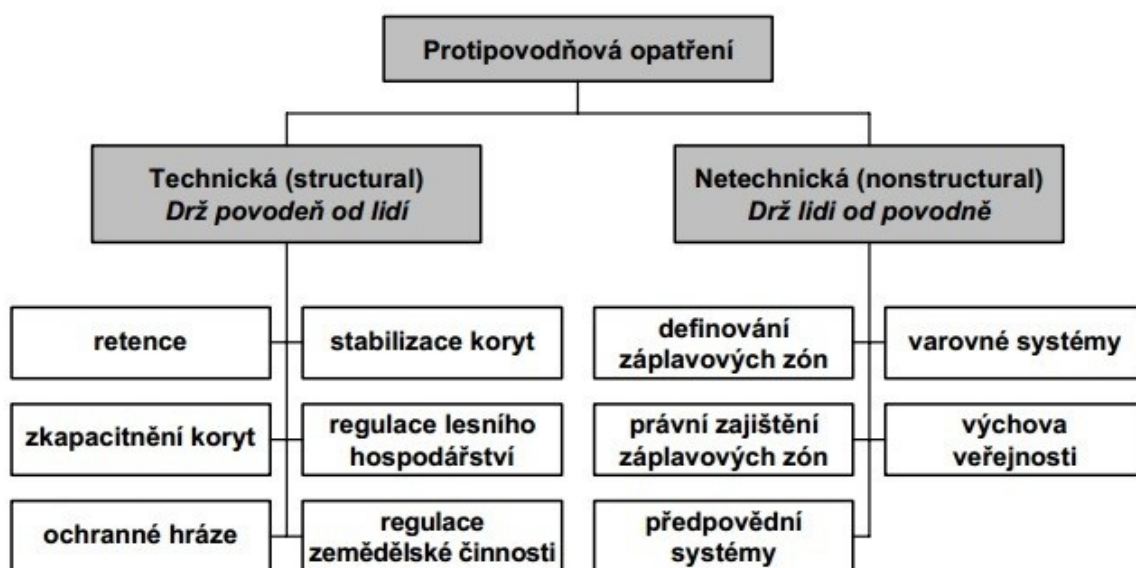 Protipovodňová opatření
Technická (structural)
Drž povodeň od lidí
Netechnická (nonstructural)
Drž lidi od povodně
retence
stabilizace koryt
definování
záplavových zón
varovné systémy
zkapacitnění koryt
regulace lesního
hospodářství
právní zajištění
záplavových zón
výchova
veřejnosti
ochranné hráze
regulace
zemědělské činnosti
předpovědní
systémy